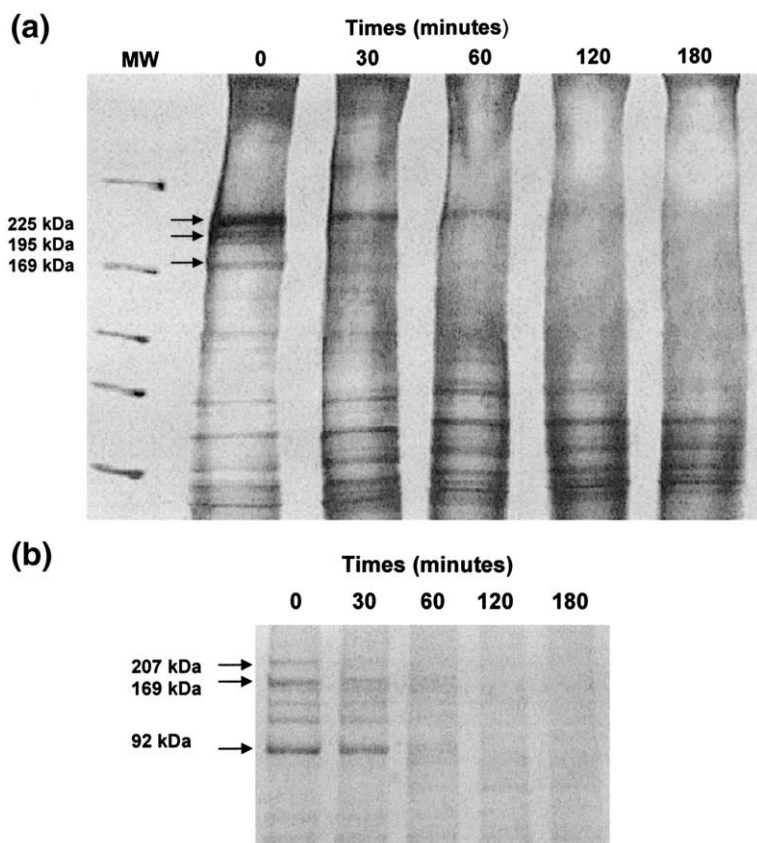 (a)
Times (minutes)
MW 0 30 60 120 180
225 kDa
195 kDa
169 kDa
(b)
Times (minutes)
0 30 60 120 180
207 kDa
169 kDa
92 kDa